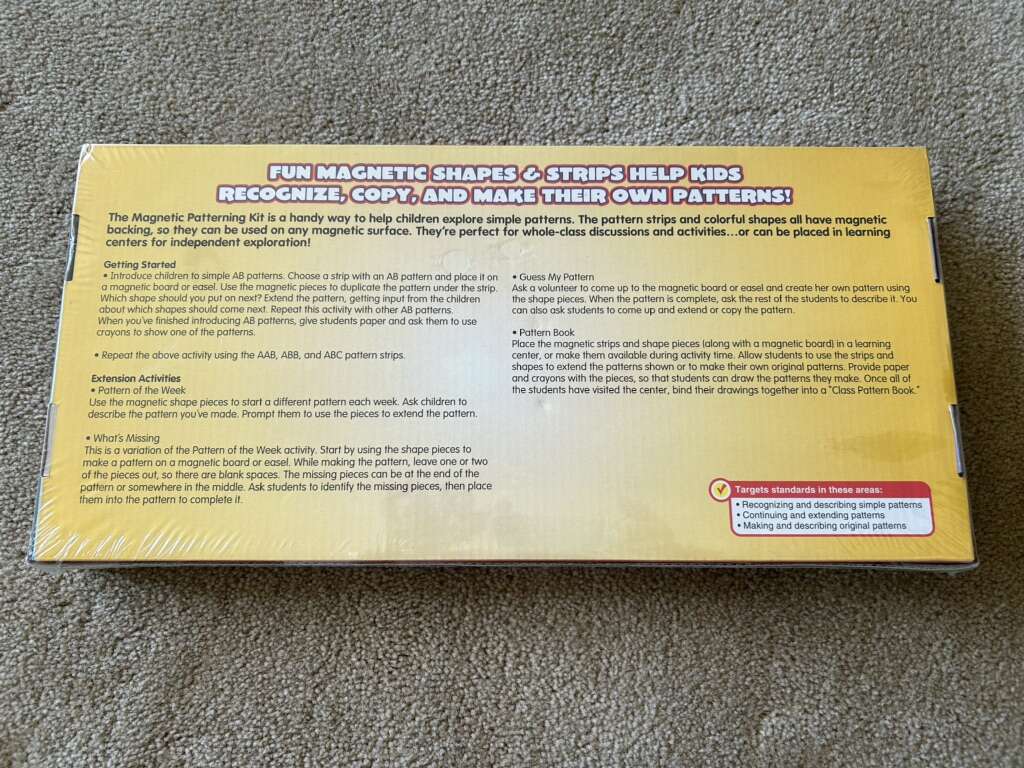 FUN MAGNETIC SHAPES & STRIPS HELP KIDS
RECOGNIZE, COPY, AND MAKE THEIR OWN PATTERNS!
The Magnetic Patterning Kit is a handy way to help children explore simple patterns. The pattern strips and colorful shapes all have magnetic
backing, so they can be used on any magnetic surface. They're perfect for whole-class discussions and activities…or can be placed in learning
centers for independent exploration!
Getting Started
• Introduce children to simple AB patterns. Choose a strip with an AB pattern and place it on
a magnetic board or easel. Use the magnetic pieces to duplicate the pattern under the strip.
Which shape should you put on next? Extend the pattern, getting input from the children
about which shapes should come next. Repeat this activity with other AB patterns.
When you've finished introducing AB patterns, give students paper and ask them to use
crayons to show one of the patterns.
• Repeat the above activity using the AAB, ABB, and ABC pattern strips.
Extension Activities
• Pattern of the Week
Use the magnetic shape pieces to start a different pattern each week. Ask children to
describe the pattern you've made. Prompt them to use the pieces to extend the pattern.
• What's Missing
This is a variation of the Pattern of the Week activity. Start by using the shape pieces to
make a pattern on a magnetic board or easel. While making the pattern, leave one or two
of the pieces out, so there are blank spaces. The missing pieces can be at the end of the
pattern or somewhere in the middle. Ask students to identify the missing pieces, then place
them into the pattern to complete it.
• Guess My Pattern
Ask a volunteer to come up to the magnetic board or easel and create her own pattern using
the shape pieces. When the pattern is complete, ask the rest of the students to describe it. You
can also ask students to come up and extend or copy the pattern.
• Pattern Book
Place the magnetic strips and shape pieces (along with a magnetic board) in a learning
center, or make them available during activity time. Allow students to use the strips and
shapes to extend the patterns shown or to make their own original patterns. Provide paper
and crayons with the pieces, so that students can draw the patterns they make. Once all of
the students have visited the center, bind their drawings together into a "Class Pattern Book."
Targets standards in these areas:
• Recognizing and describing simple patterns
• Continuing and extending patterns
• Making and describing original patterns